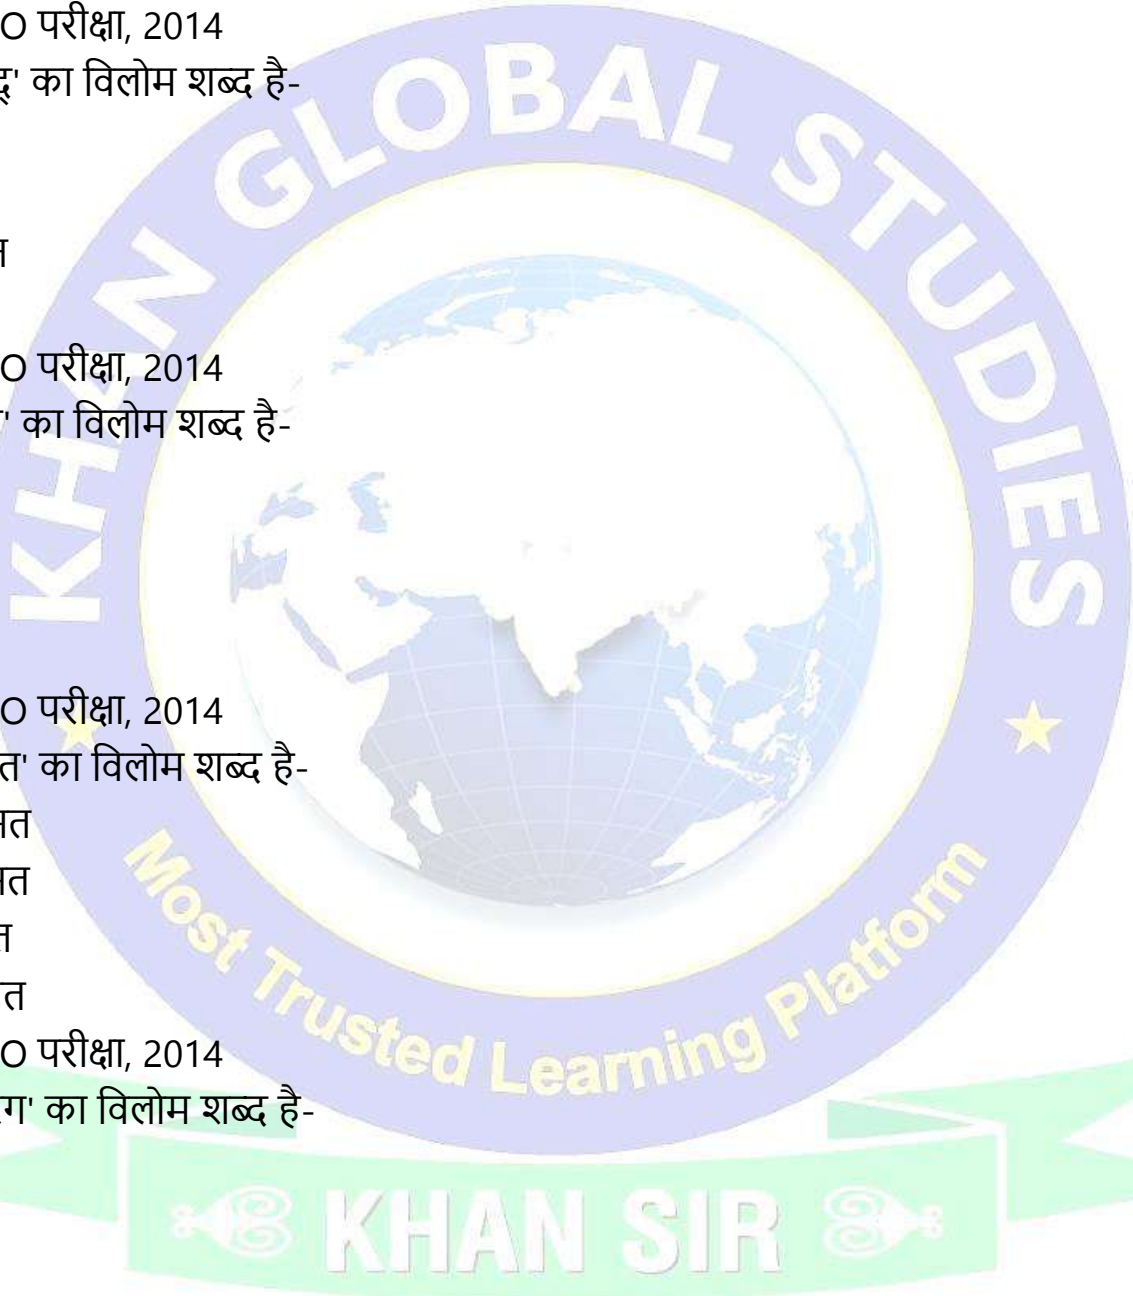 O परीक्षा, 2014
द्' का विलोम शब्द है-
O परीक्षा, 2014
' का विलोम शब्द है-
O परीक्षा, 2014
त' का विलोम शब्द है-
त
त
त
त
O परीक्षा, 2014
ग' का विलोम शब्द है-
KHAN GLOBAL STUDIES
Most Trusted Learning Platform
KHAN SIR